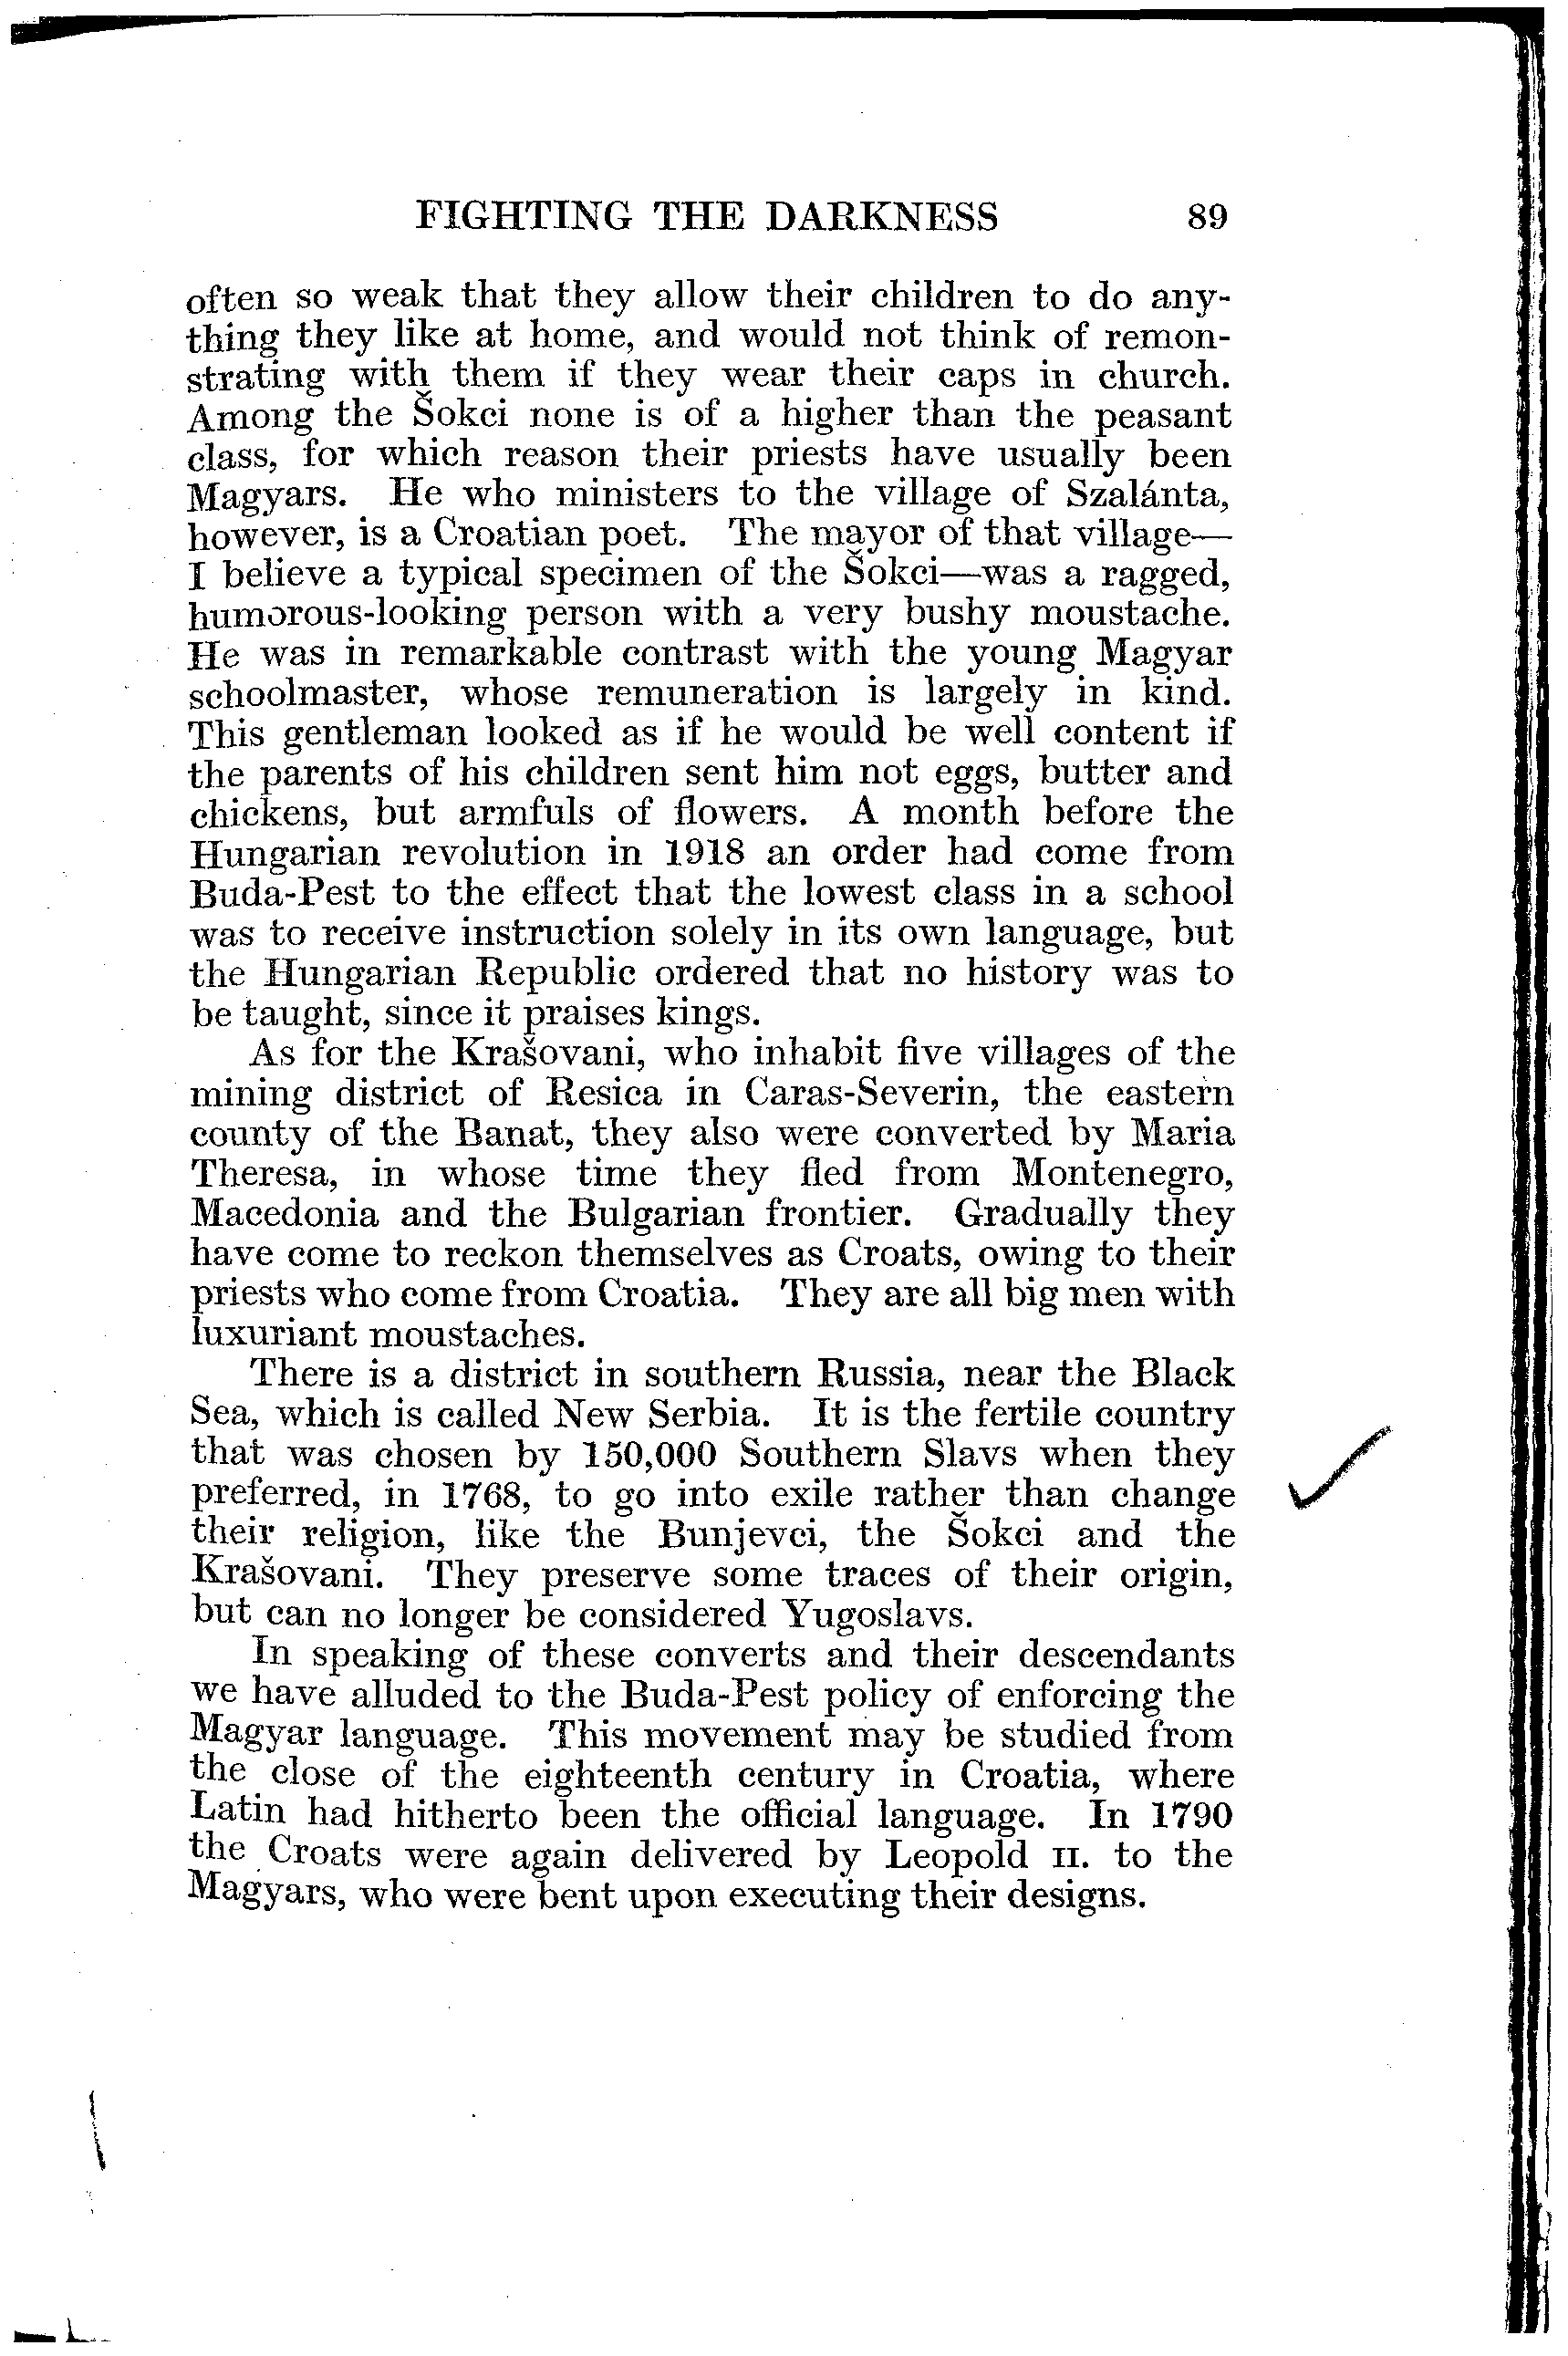 FIGHTING THE DARKNESS 89
often so weak that they allow their children to do any-
thing they like at home, and would not think of remon-
strating with them if they wear their caps in church.
Among the Šokci none is of a higher than the peasant
class, for which reason their priests have usually been
Magyars. He who ministers to the village of Szalánta,
however, is a Croatian poet. The mayor of that village—
I believe a typical specimen of the Šokci—was a ragged,
humorous-looking person with a very bushy moustache.
He was in remarkable contrast with the young Magyar
schoolmaster, whose remuneration is largely in kind.
This gentleman looked as if he would be well content if
the parents of his children sent him not eggs, butter and
chickens, but armfuls of flowers. A month before the
Hungarian revolution in 1918 an order had come from
Buda-Pest to the effect that the lowest class in a school
was to receive instruction solely in its own language, but
the Hungarian Republic ordered that no history was to
be taught, since it praises kings.
As for the Krašovani, who inhabit five villages of the
mining district of Resica in Caras-Severin, the eastern
county of the Banat, they also were converted by Maria
Theresa, in whose time they fled from Montenegro,
Macedonia and the Bulgarian frontier. Gradually they
have come to reckon themselves as Croats, owing to their
priests who come from Croatia. They are all big men with
luxuriant moustaches.
There is a district in southern Russia, near the Black
Sea, which is called New Serbia. It is the fertile country
that was chosen by 150,000 Southern Slavs when they
preferred, in 1768, to go into exile rather than change
their religion, like the Bunjevci, the Šokci and the
Krašovani. They preserve some traces of their origin,
but can no longer be considered Yugoslavs.
In speaking of these converts and their descendants
we have alluded to the Buda-Pest policy of enforcing the
Magyar language. This movement may be studied from
the close of the eighteenth century in Croatia, where
Latin had hitherto been the official language. In 1790
the Croats were again delivered by Leopold II. to the
Magyars, who were bent upon executing their designs.